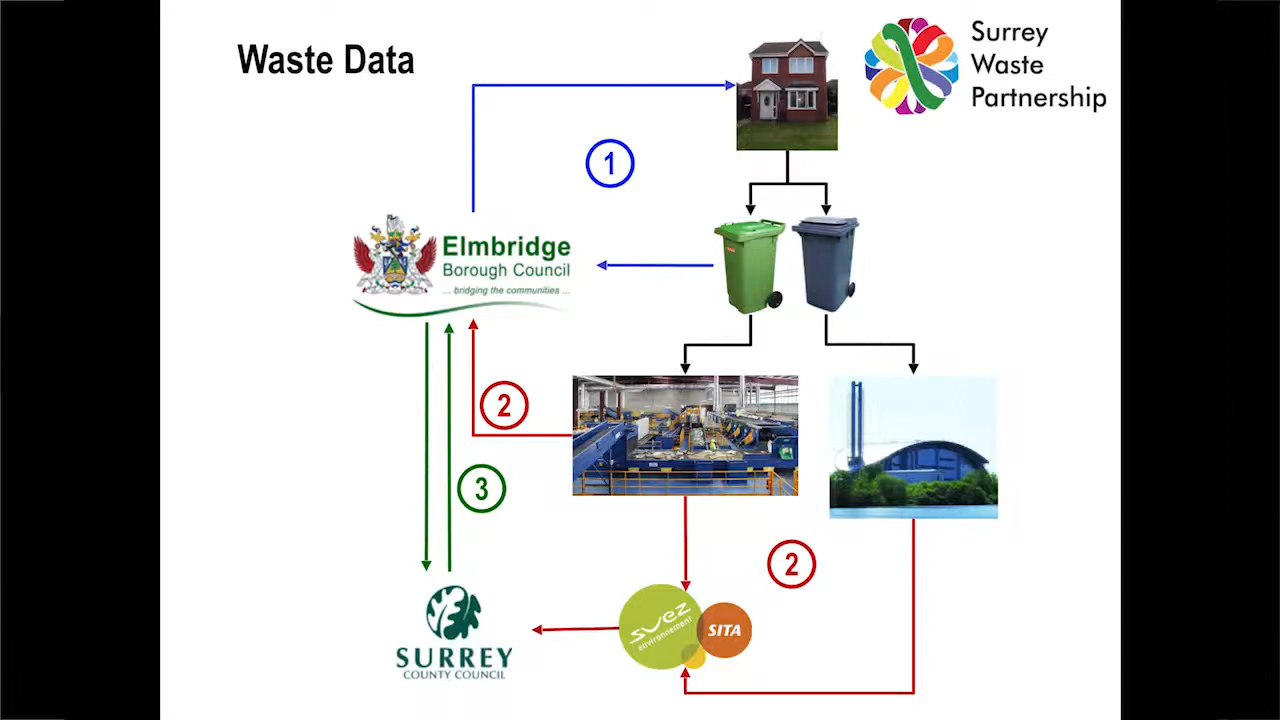 Waste Data
Surrey
Waste
Partnership
1
Elmbridge
Borough Council
... bridging the communities ...
2
3
2
suez
environnement
SITA
SURREY
COUNTY COUNCIL